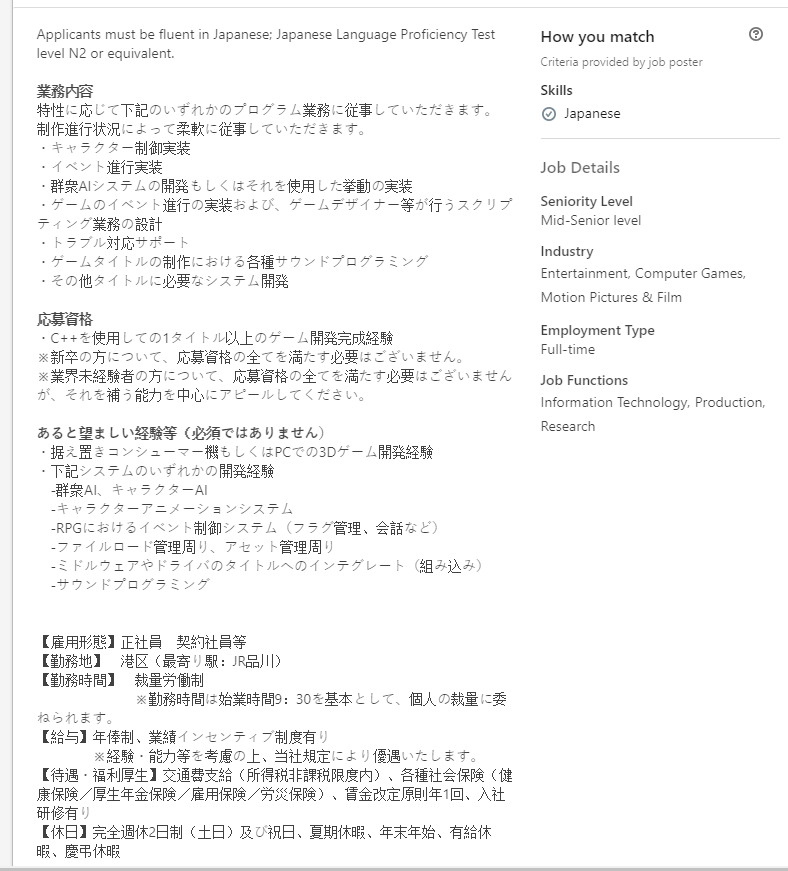 Applicants must be fluent in Japanese; Japanese Language Proficiency Test
level N2 or equivalent.
業務内容
特性に応じて下記のいずれかのプログラム業務に従事していただきます。
制作進行状況によって柔軟に従事していただきます。
・キャラクター制御実装
・イベント進行実装
・群衆AIシステムの開発もしくはそれを使用した挙動の実装
・ゲームのイベント進行の実装および、ゲームデザイナー等が行うスクリプ
ティング業務の設計
・トラブル対応サポート
・ゲームタイトルの制作における各種サウンドプログラミング
・その他タイトルに必要なシステム開発
応募資格
・C++を使用しての1タイトル以上のゲーム開発完成経験
※新卒の方について、応募資格の全てを満たす必要はございません。
※業界未経験者の方について、応募資格の全てを満たす必要はございません
が、それを補う能力を中心にアピールしてください。
あると望ましい経験等（必須ではありません）
・据え置きコンシューマー機もしくはPCでの3Dゲーム開発経験
・下記システムのいずれかの開発経験
-群衆AI、キャラクターAI
-キャラクターアニメーションシステム
-RPGにおけるイベント制御システム（フラグ管理、会話など）
-ファイルロード管理周り、アセット管理周り
-ミドルウェアやドライバのタイトルへのインテグレート（組み込み）
-サウンドプログラミング
【雇用形態】正社員　契約社員等
【勤務地】　港区（最寄り駅：JR品川）
【勤務時間】　裁量労働制
※勤務時間は始業時間9：30を基本として、個人の裁量に委
ねられます。
【給与】年俸制、業績インセンティブ制度有り
※経験・能力等を考慮の上、当社規定により優遇いたします。
【待遇・福利厚生】交通費支給（所得税非課税限度内）、各種社会保険（健
康保険／厚生年金保険／雇用保険／労災保険）、賃金改定原則年1回、入社
研修有り
【休日】完全週休2日制（土日）及び祝日、夏期休暇、年末年始、有給休
暇、慶弔休暇
How you match
Criteria provided by job poster
Skills
Japanese
Job Details
Seniority Level
Mid-Senior level
Industry
Entertainment, Computer Games,
Motion Pictures & Film
Employment Type
Full-time
Job Functions
Information Technology, Production,
Research